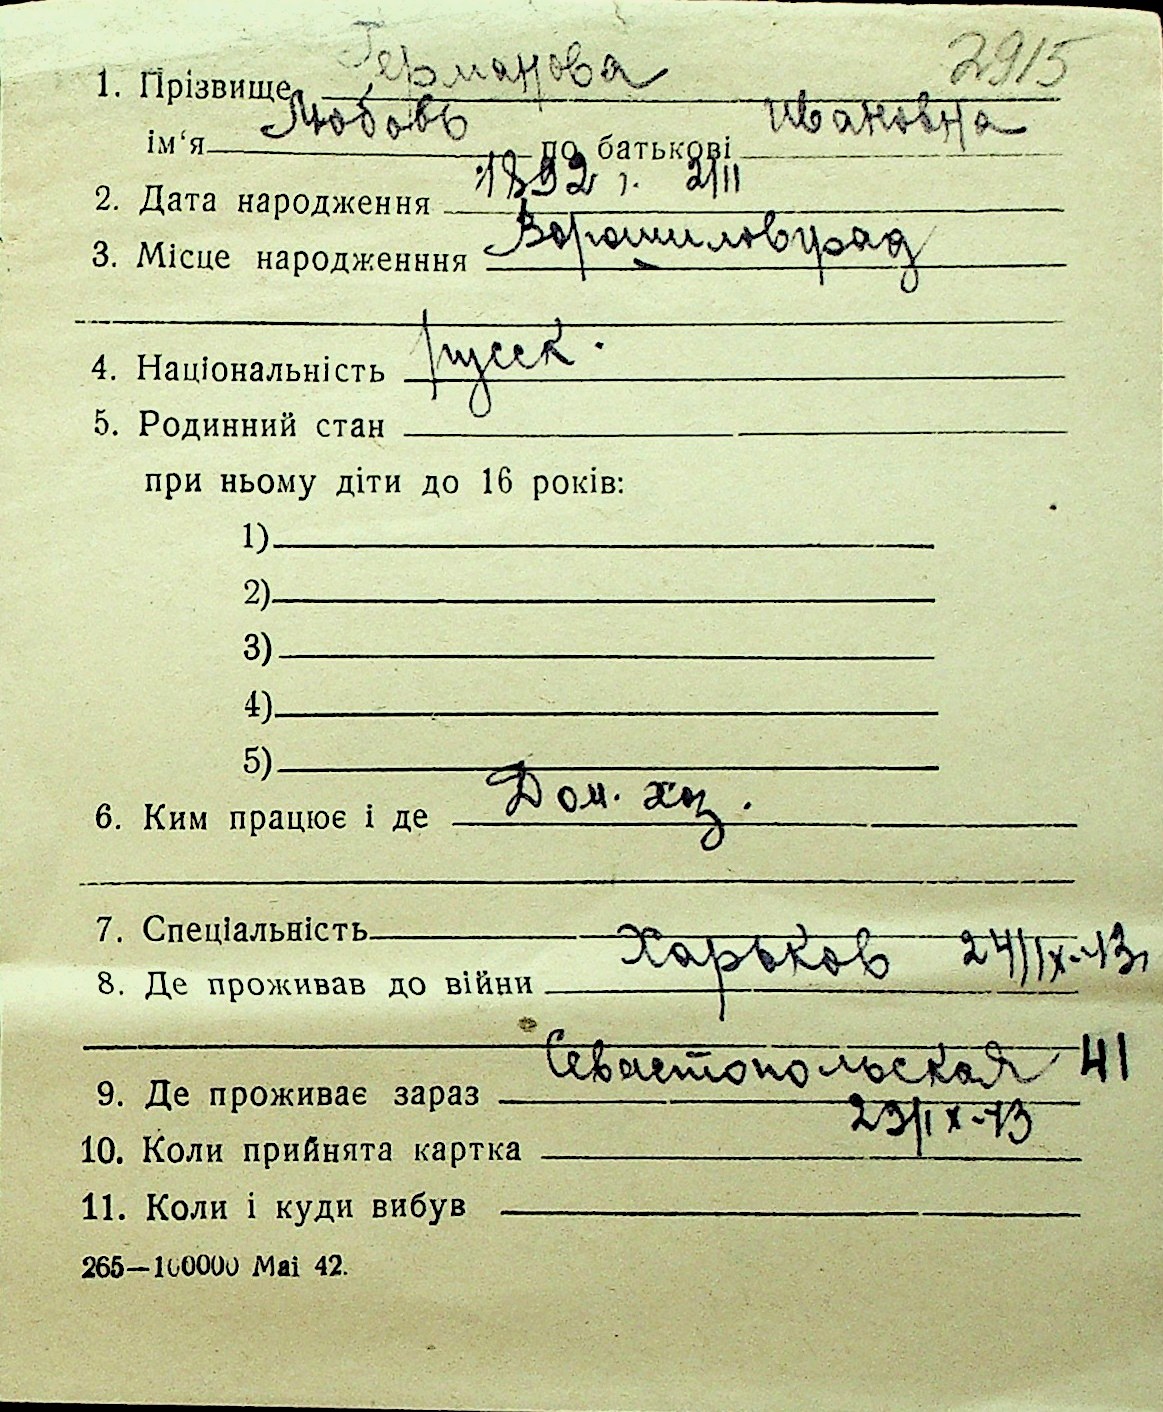 1. Прізвище Германова 2915
ім‘я Любовь по батькові Ивановна
2. Дата народження 1892 г. 2/II
3. Місце народженння Ворошиловград
4. Національність русск.
5. Родинний стан
при ньому діти до 16 років:
1)
2)
3)
4)
5)
6. Ким працює і де Дом. хоз.
7. Спеціальність
8. Де проживав до війни Харьков 24/IX-43
9. Де проживає зараз Севастопольская 41
10. Коли прийнята картка 23/IX-43
11. Коли і куди вибув
265—100000 Маі 42.